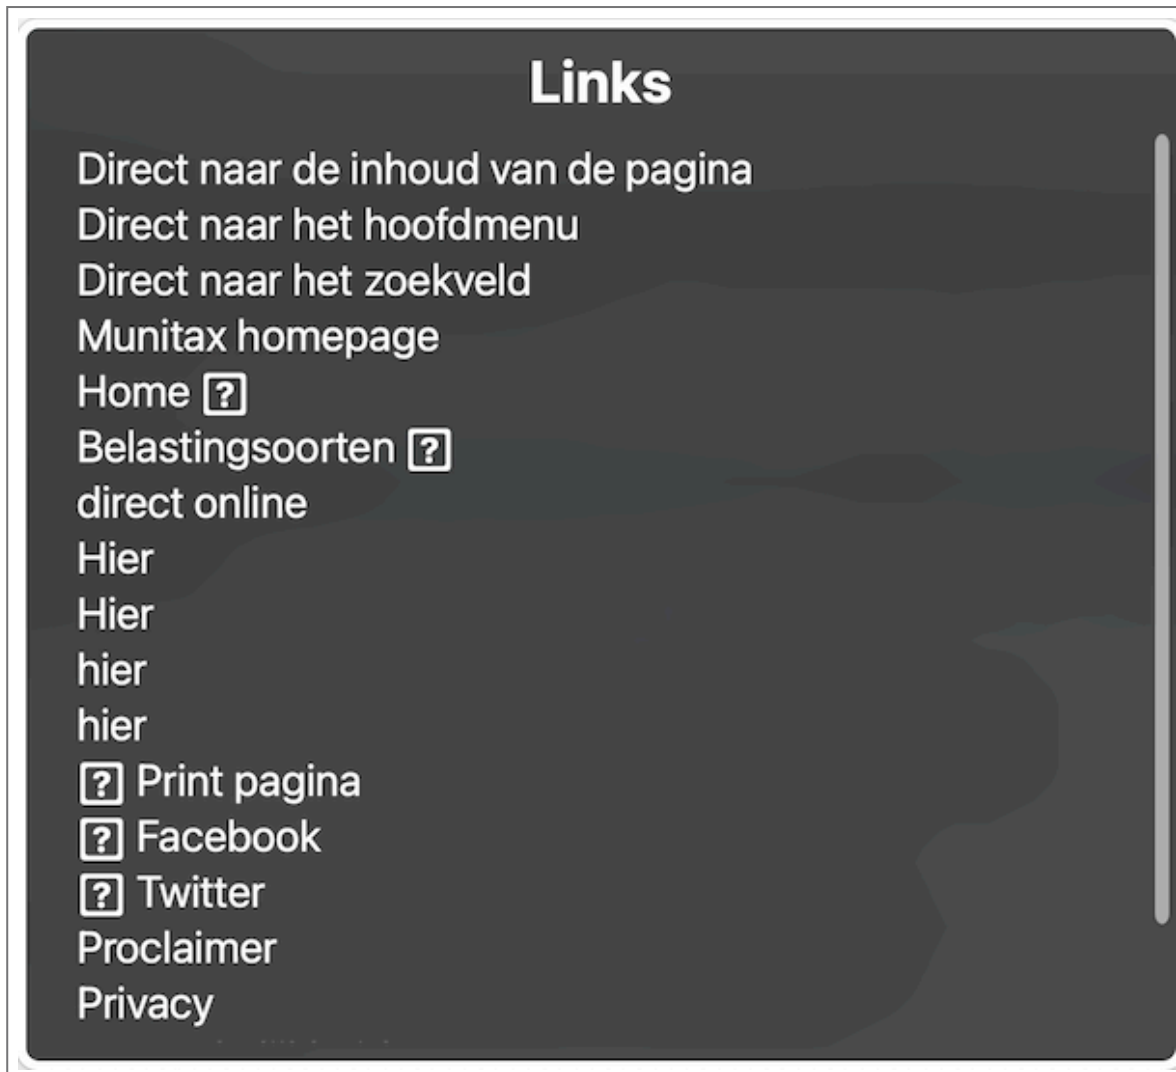 Links
Direct naar de inhoud van de pagina
Direct naar het hoofdmenu
Direct naar het zoekveld
Munitax homepage
Home ?
Belastingsoorten ?
direct online
Hier
Hier
hier
hier
? Print pagina
? Facebook
? Twitter
Proclaimer
Privacy